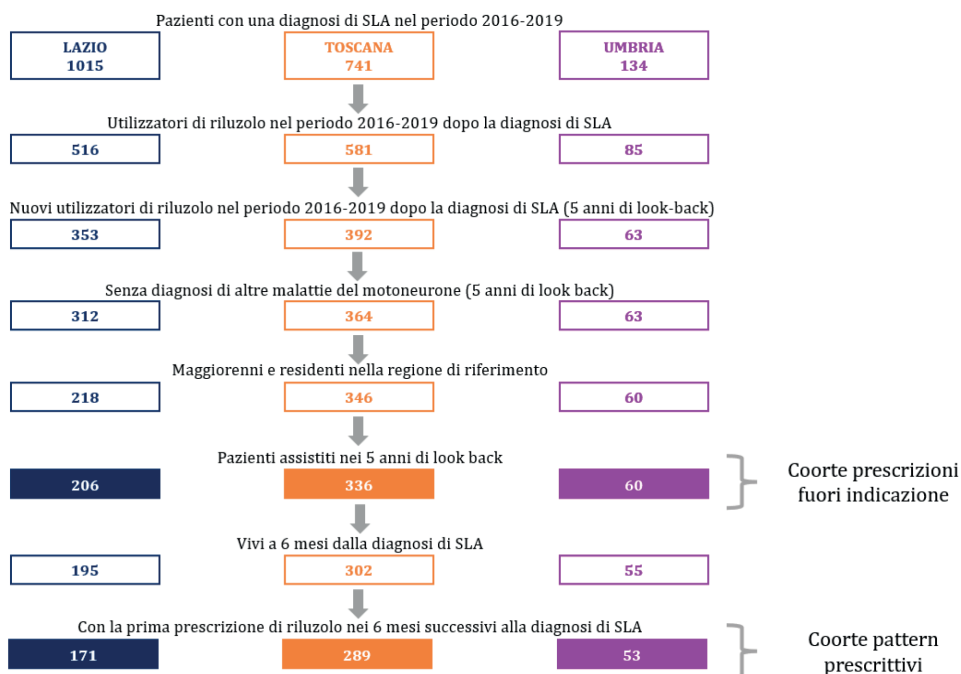 Pazienti con una diagnosi di SLA nel periodo 2016-2019
LAZIO
1015
TOSCANA
741
UMBRIA
134
Utilizzatori di riluzolo nel periodo 2016-2019 dopo la diagnosi di SLA
516
581
85
Nuovi utilizzatori di riluzolo nel periodo 2016-2019 dopo la diagnosi di SLA (5 anni di look-back)
353
392
63
Senza diagnosi di altre malattie del motoneurone (5 anni di look back)
312
364
63
Maggiorenni e residenti nella regione di riferimento
218
346
60
Pazienti assistiti nei 5 anni di look back
206
336
60
Coorte prescrizioni
fuori indicazione
Vivi a 6 mesi dalla diagnosi di SLA
195
302
55
Con la prima prescrizione di riluzolo nei 6 mesi successivi alla diagnosi di SLA
171
289
53
Coorte pattern
prescrittivi